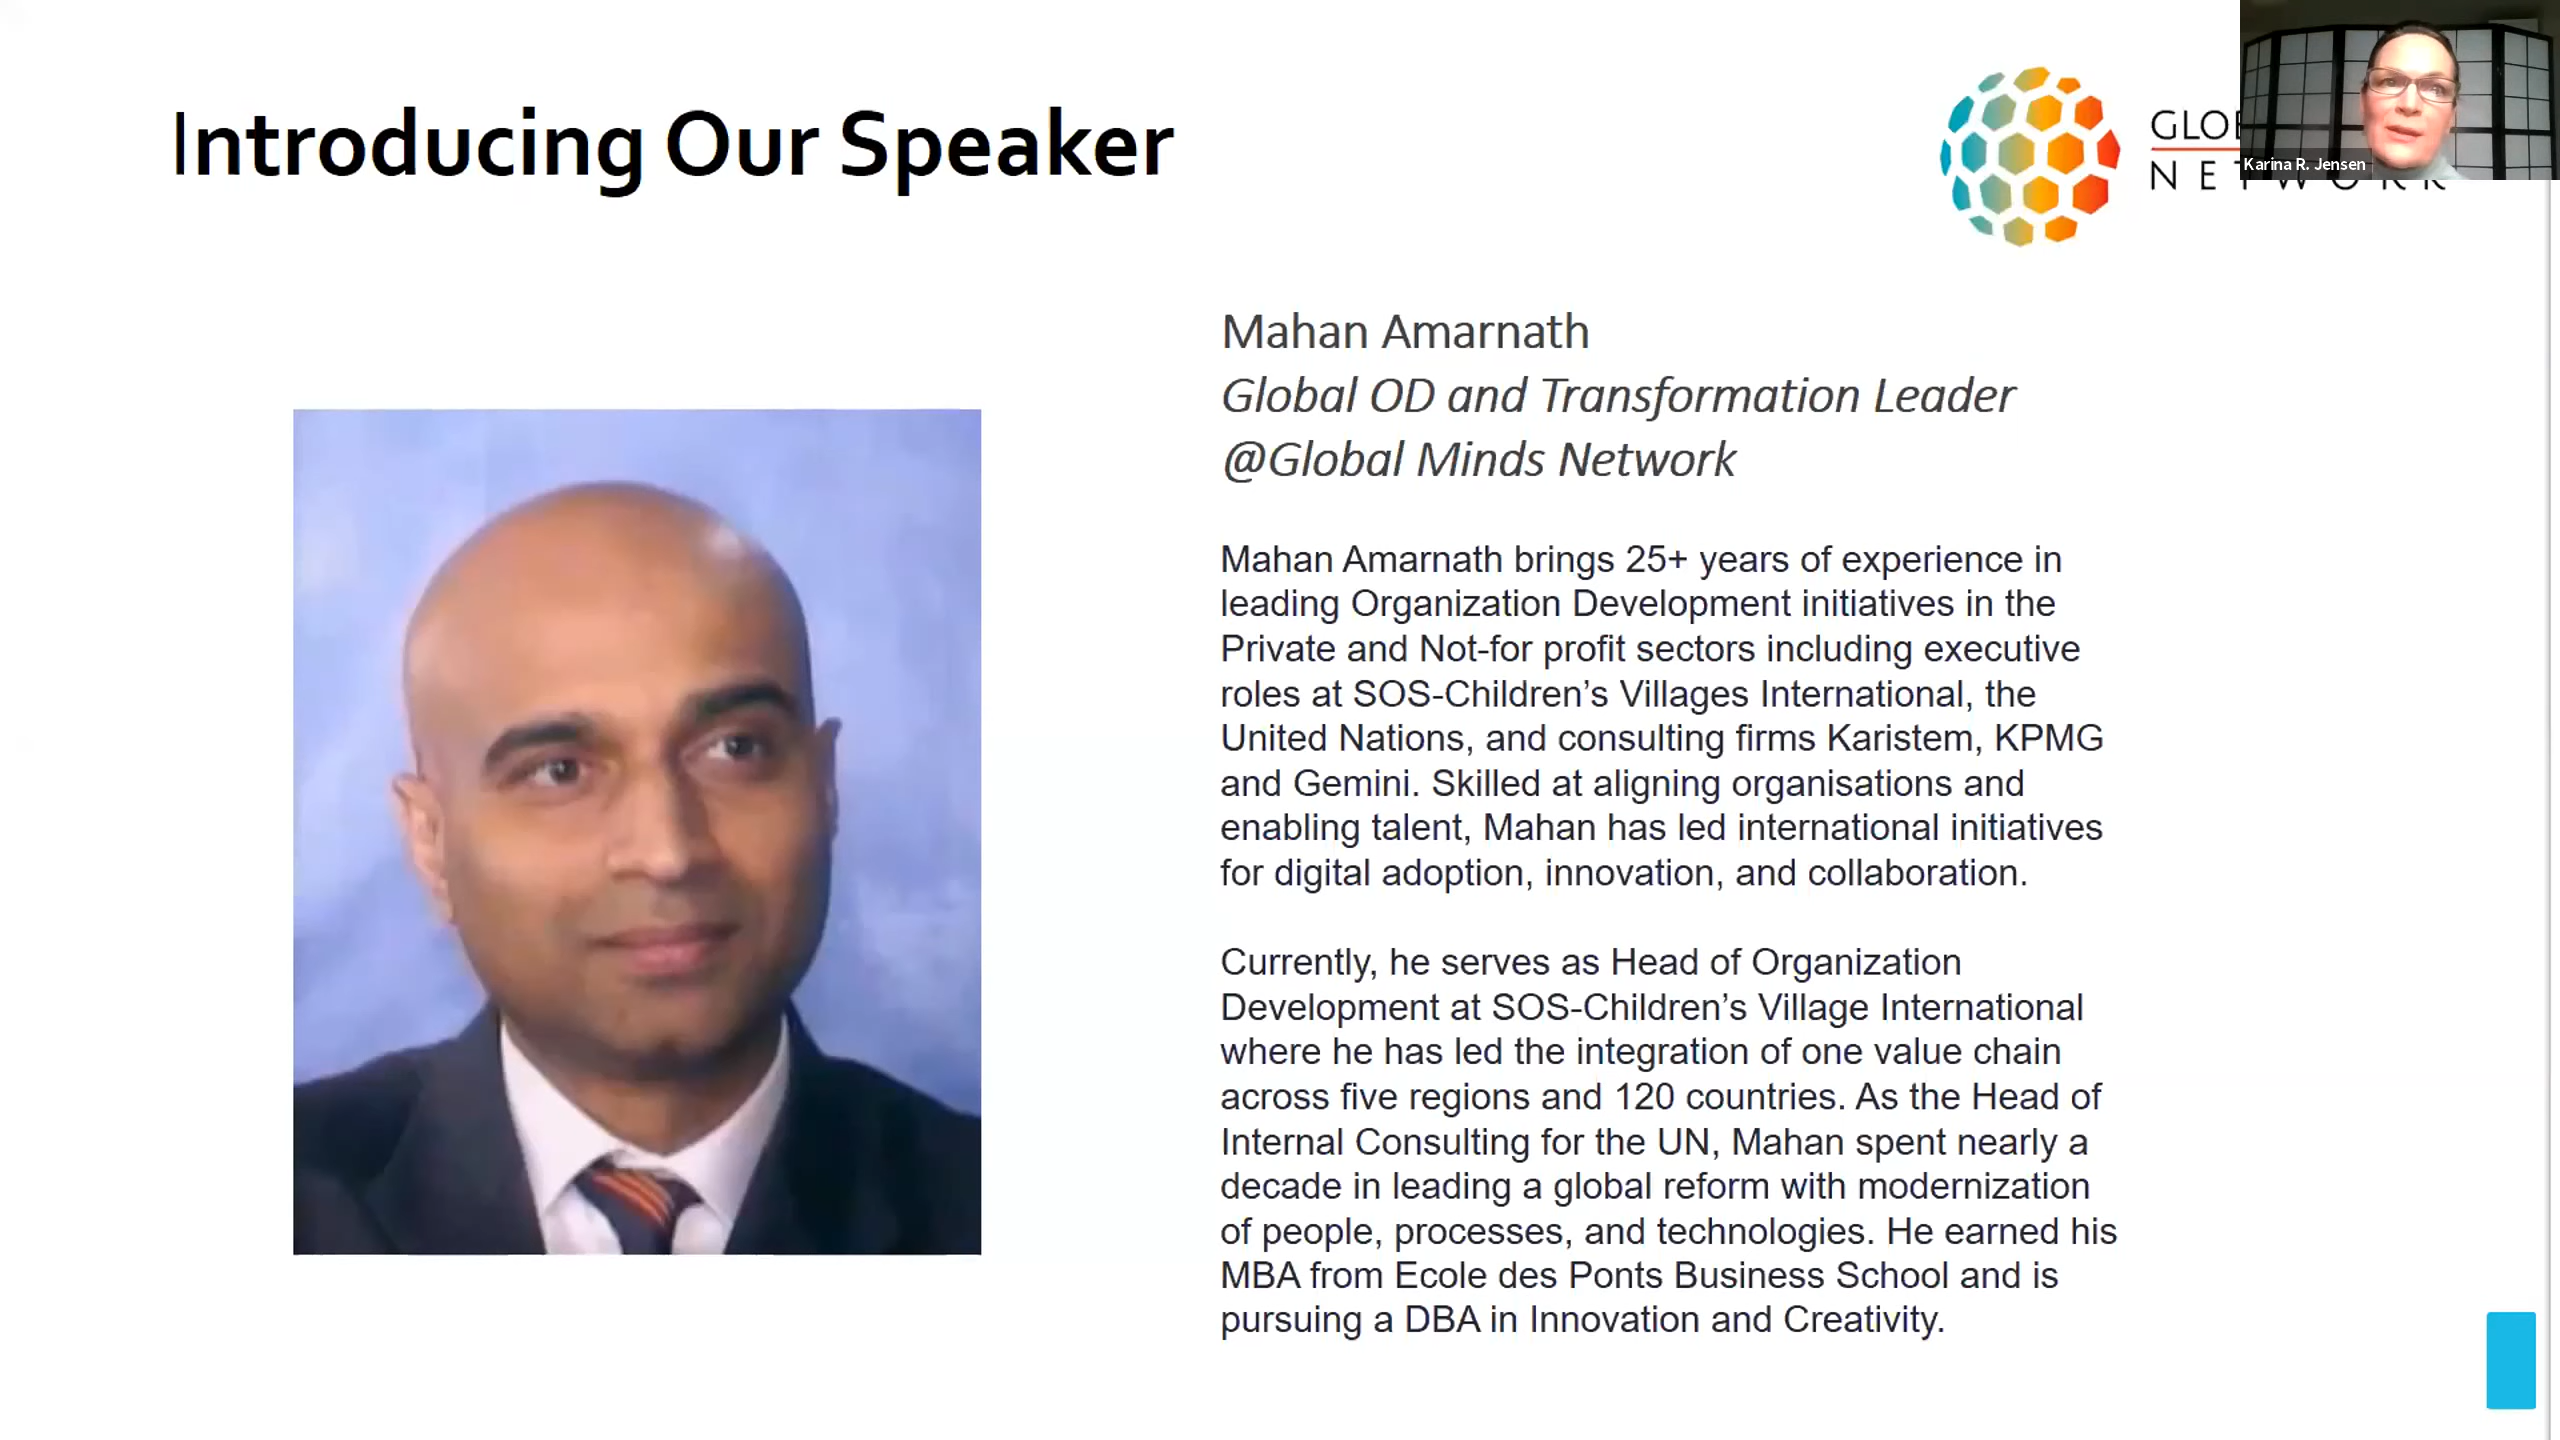 Introducing Our Speaker
Karina R. Jensen
Mahan Amarnath
Global OD and Transformation Leader
@Global Minds Network
Mahan Amarnath brings 25+ years of experience in
leading Organization Development initiatives in the
Private and Not-for profit sectors including executive
roles at SOS-Children’s Villages International, the
United Nations, and consulting firms Karistem, KPMG
and Gemini. Skilled at aligning organisations and
enabling talent, Mahan has led international initiatives
for digital adoption, innovation, and collaboration.
Currently, he serves as Head of Organization
Development at SOS-Children’s Village International
where he has led the integration of one value chain
across five regions and 120 countries. As the Head of
Internal Consulting for the UN, Mahan spent nearly a
decade in leading a global reform with modernization
of people, processes, and technologies. He earned his
MBA from Ecole des Ponts Business School and is
pursuing a DBA in Innovation and Creativity.